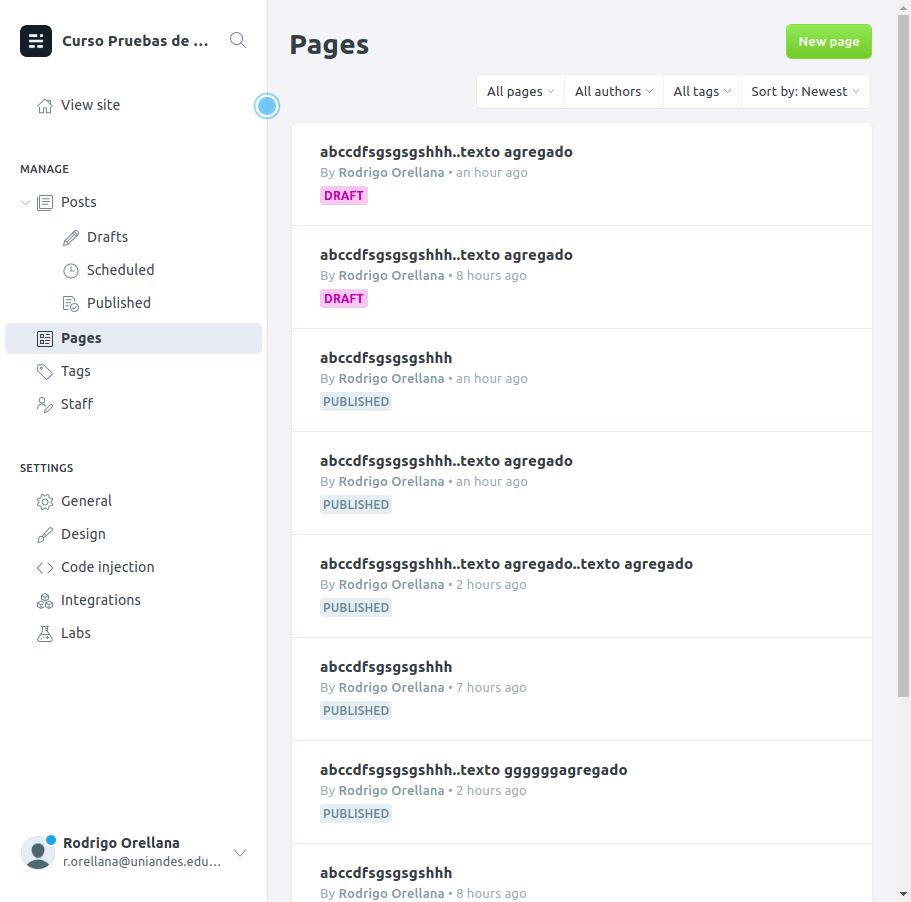 Curso Pruebas de ...
View site
MANAGE
Posts
Drafts
Scheduled
Published
Pages
Tags
Staff
SETTINGS
General
Design
Code injection
Integrations
Labs
Rodrigo Orellana
r.orellana@uniandes.edu...
Pages
New page
All pages
All authors
All tags
Sort by: Newest
abccdfsgsgsgshhh..texto agregado
By Rodrigo Orellana • an hour ago
DRAFT
abccdfsgsgsgshhh..texto agregado
By Rodrigo Orellana • 8 hours ago
DRAFT
abccdfsgsgsgshhh
By Rodrigo Orellana • an hour ago
PUBLISHED
abccdfsgsgsgshhh..texto agregado
By Rodrigo Orellana • an hour ago
PUBLISHED
abccdfsgsgsgshhh..texto agregado..texto agregado
By Rodrigo Orellana • 2 hours ago
PUBLISHED
abccdfsgsgsgshhh
By Rodrigo Orellana • 7 hours ago
PUBLISHED
abccdfsgsgsgshhh..texto ggggggagregado
By Rodrigo Orellana • 2 hours ago
PUBLISHED
abccdfsgsgsgshhh
By Rodrigo Orellana • 8 hours ago